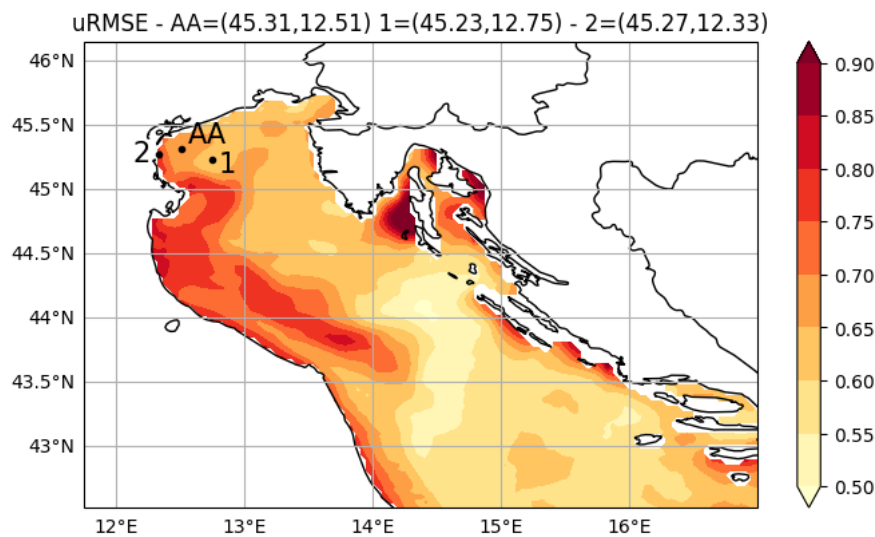 uRMSE - AA=(45.31,12.51) 1=(45.23,12.75) - 2=(45.27,12.33)
46°N
45.5°N
45°N
44.5°N
44°N
43.5°N
43°N
12°E
13°E
14°E
15°E
16°E
AA
2
1
0.90
0.85
0.80
0.75
0.70
0.65
0.60
0.55
0.50